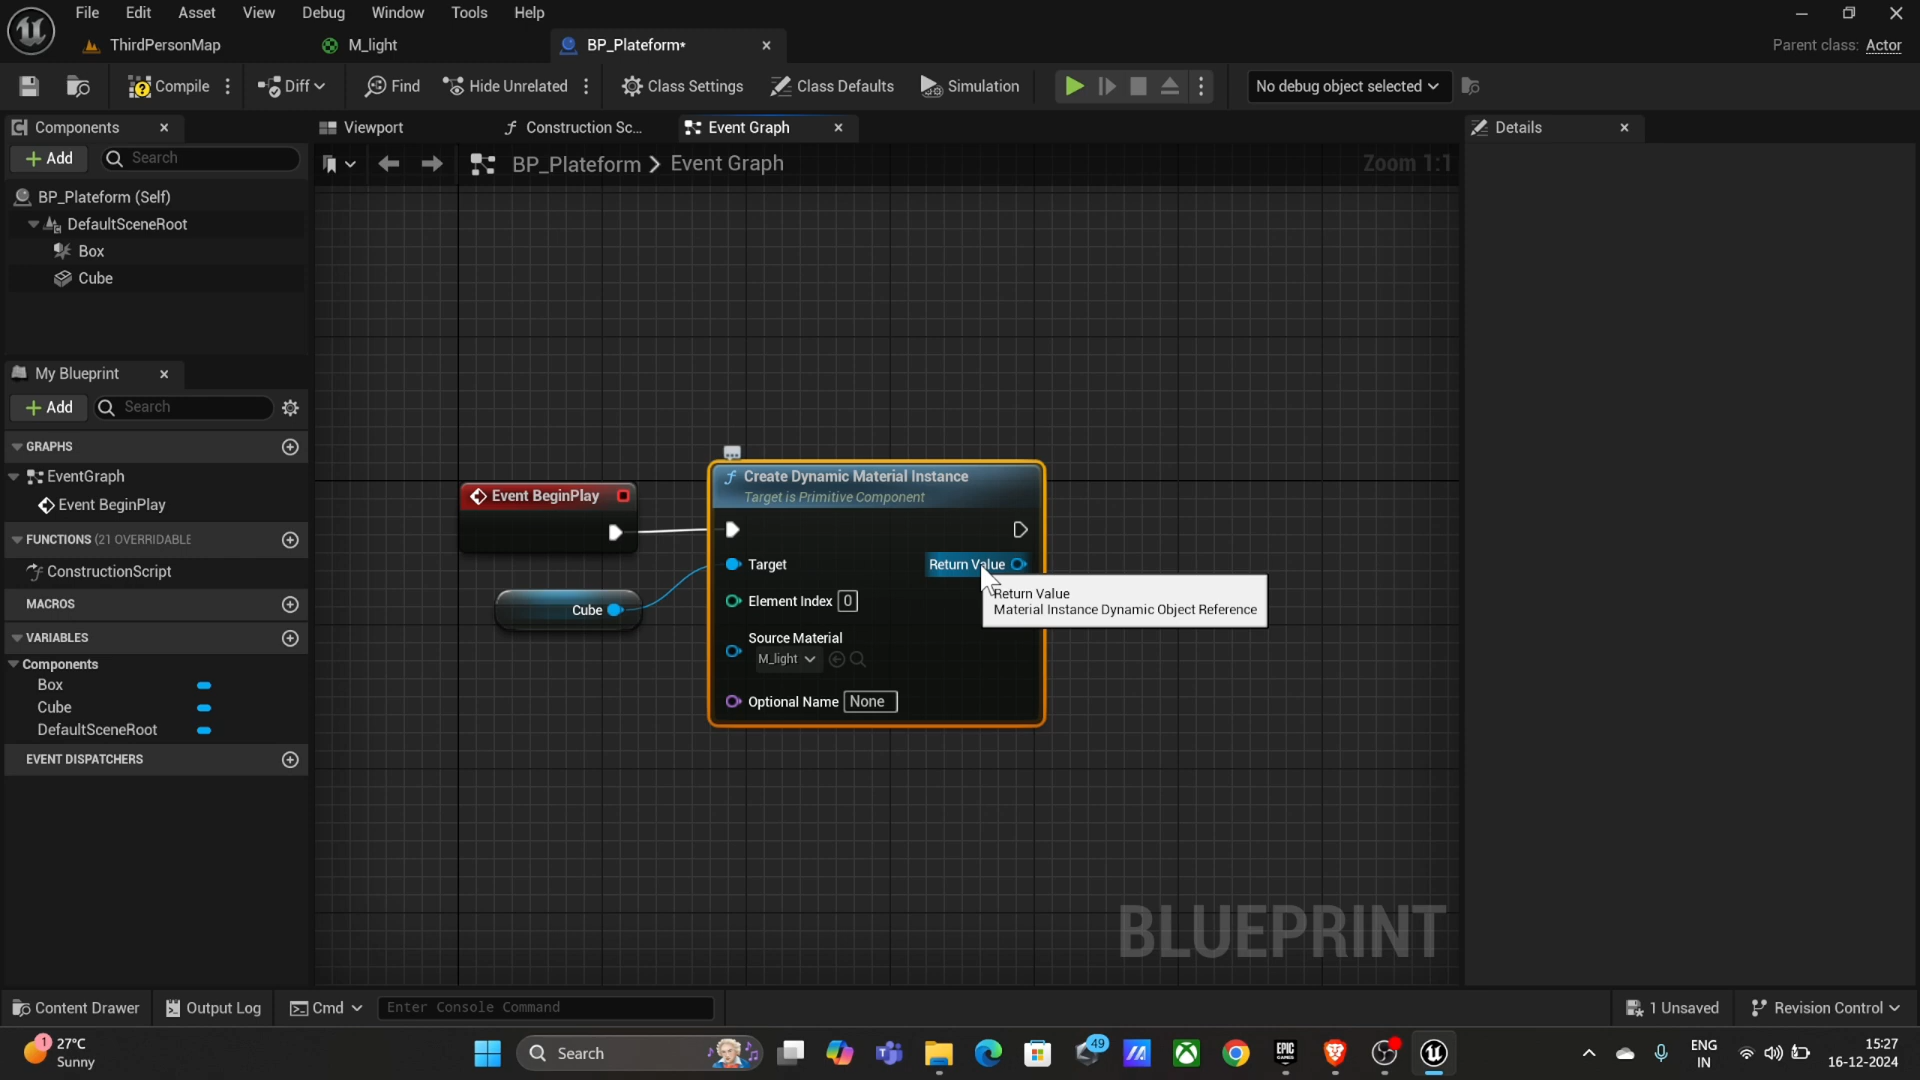 File Edit Asset View Debug Window Tools Help
ThirdPersonMap M_light BP_Plateform* Parent class: Actor
Compile Diff Find Hide Unrelated Class Settings Class Defaults Simulation No debug object selected
Components Viewport Construction Sc... Event Graph Details
Add Search BP_Plateform > Event Graph Zoom 1:1
BP_Plateform (Self)
DefaultSceneRoot
Box
Cube
My Blueprint
Add Search
GRAPHS
EventGraph
Event BeginPlay
FUNCTIONS (21 OVERRIDABLE
ConstructionScript
MACROS
VARIABLES
Components
Box
Cube
DefaultSceneRoot
EVENT DISPATCHERS
Event BeginPlay
Cube
Create Dynamic Material Instance
Target is Primitive Component
Target Return Value
Element Index 0
Source Material
M_light
Optional Name None
Return Value
Material Instance Dynamic Object Reference
BLUEPRINT
Content Drawer Output Log Cmd Enter Console Command 1 Unsaved Revision Control
1 27°C
Sunny
Search
49
EPIC
GAMES
ENG
IN
15:27
16-12-2024